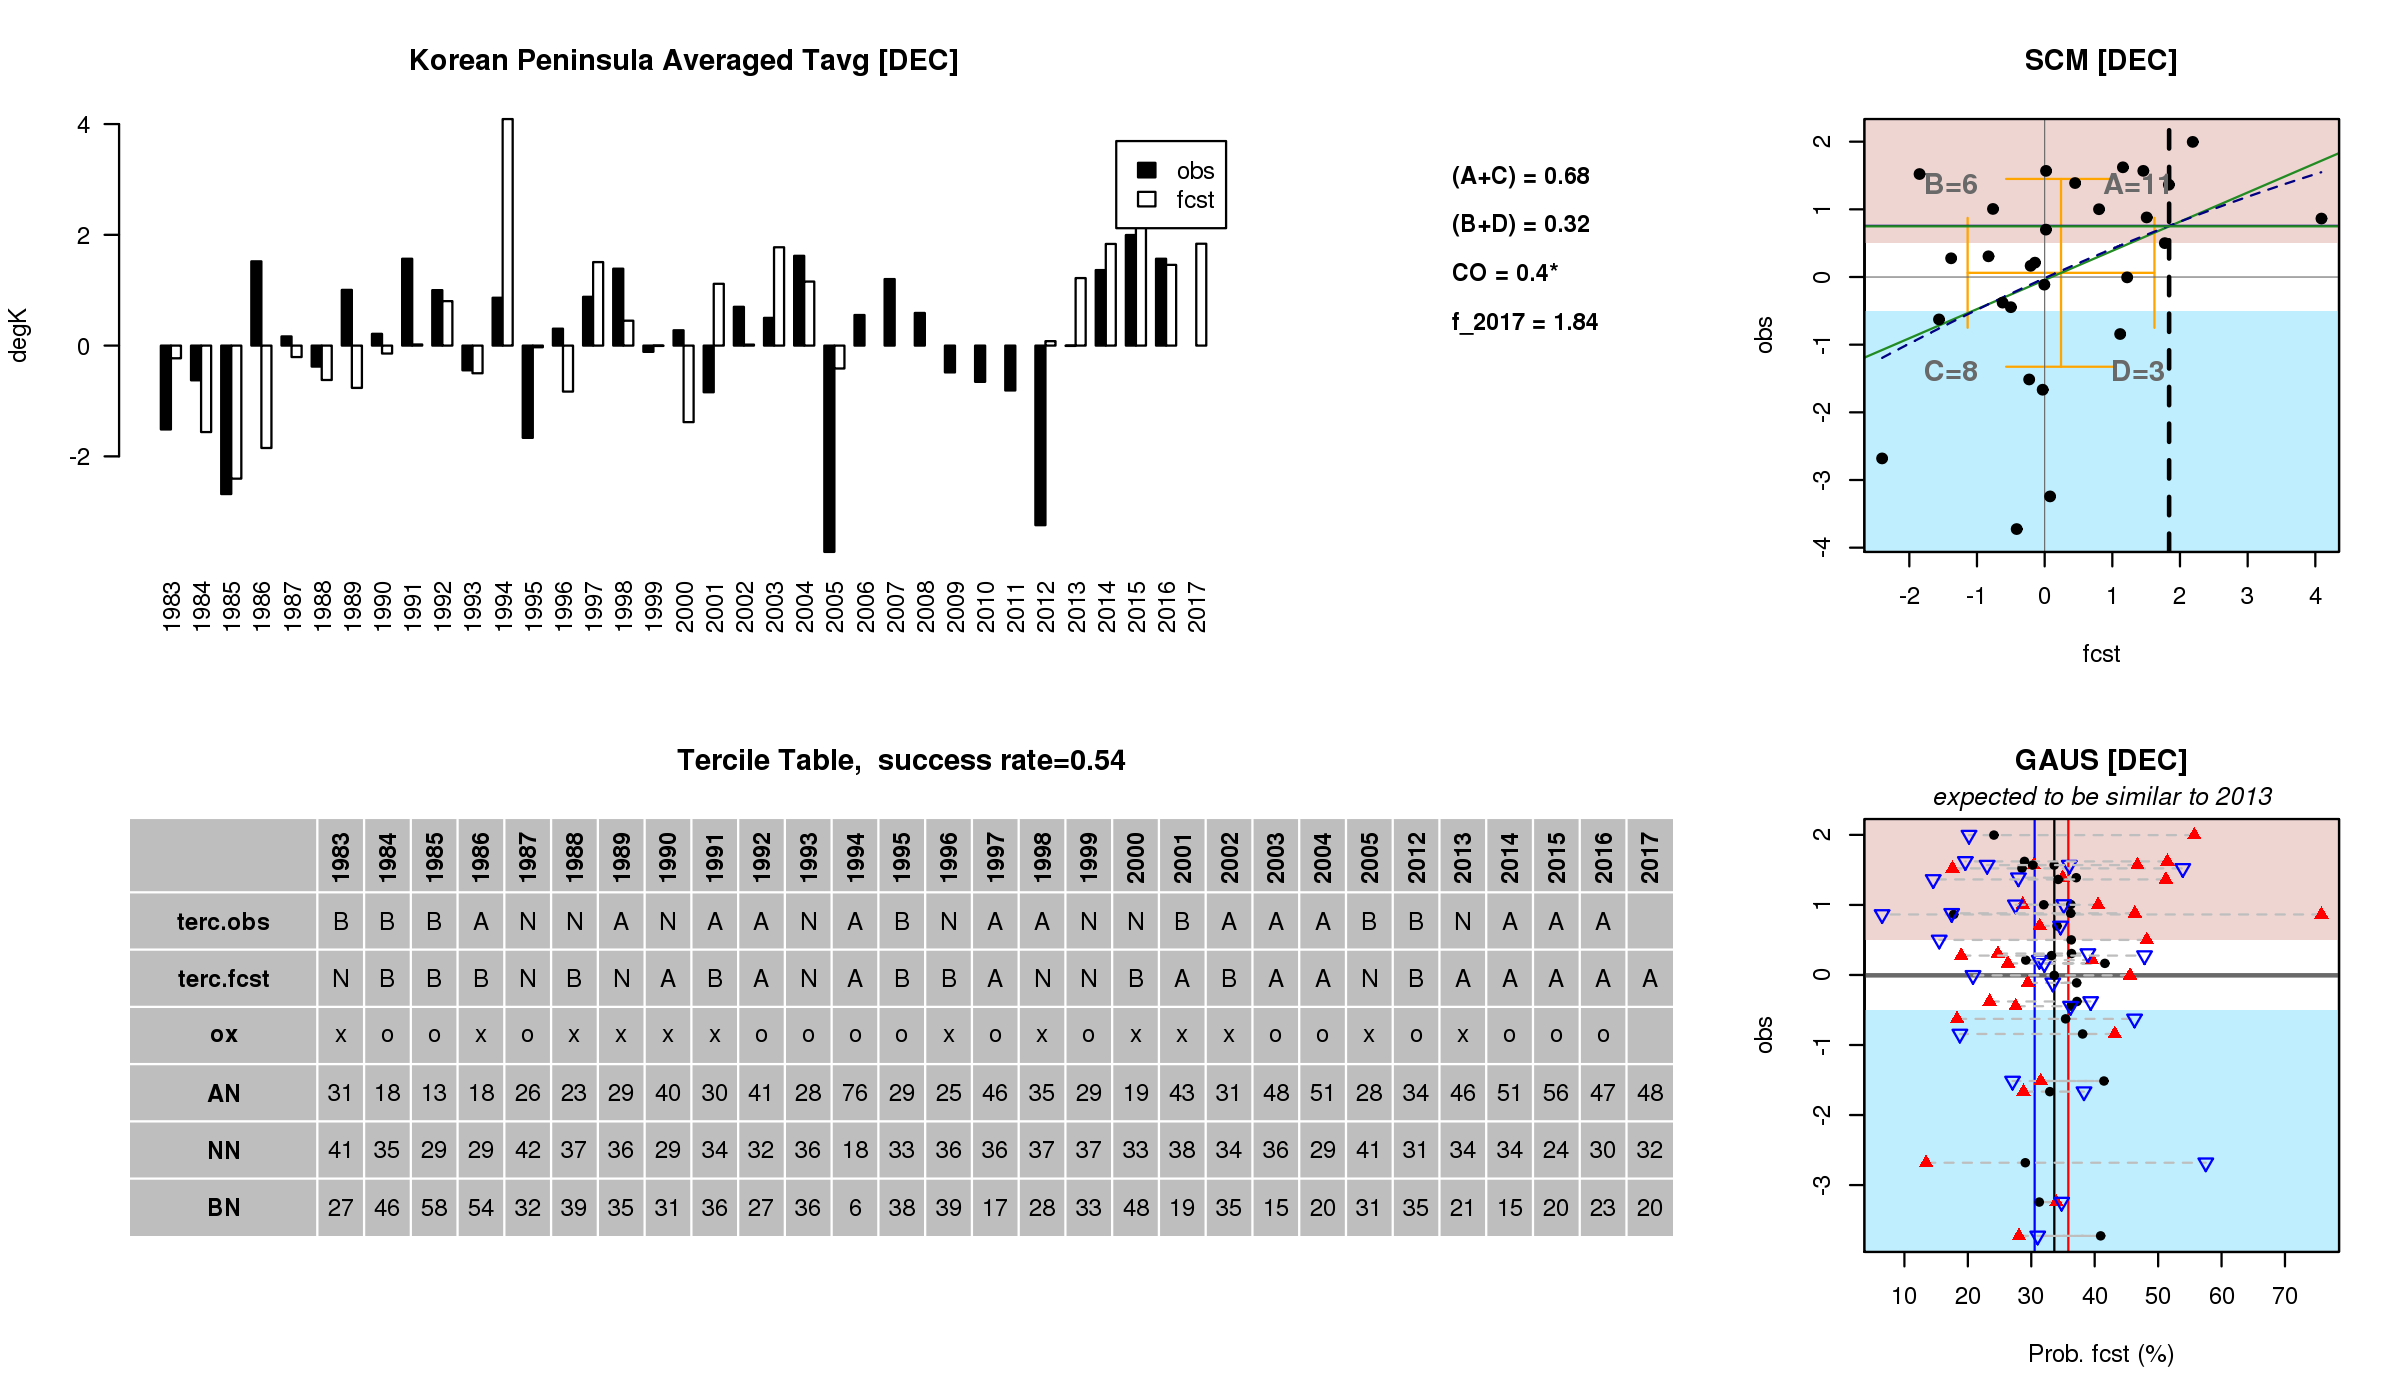 Korean Peninsula Averaged Tavg [DEC]
degK
4
2
0
-2
obs
fcst
1983 1984 1985 1986 1987 1988 1989 1990 1991 1992 1993 1994 1995 1996 1997 1998 1999 2000 2001 2002 2003 2004 2005 2006 2007 2008 2009 2010 2011 2012 2013 2014 2015 2016 2017
(A+C) = 0.68
(B+D) = 0.32
CO = 0.4*
f_2017 = 1.84
SCM [DEC]
obs
2
1
0
-1
-2
-3
-4
B=6 A=11
C=8 D=3
-2 -1 0 1 2 3 4
fcst
Tercile Table, success rate=0.54
1983 1984 1985 1986 1987 1988 1989 1990 1991 1992 1993 1994 1995 1996 1997 1998 1999 2000 2001 2002 2003 2004 2005 2012 2013 2014 2015 2016 2017
terc.obs B B B A N N A N A A N A B N A A N N B A A A B B N A A A
terc.fcst N B B B N B N A B A N A B B A N N B A B A A N B A A A A A
ox x o o x o x x x x o o o o x o x o x x x o o x o x o o o
AN 31 18 13 18 26 23 29 40 30 41 28 76 29 25 46 35 29 19 43 31 48 51 28 34 46 51 56 47 48
NN 41 35 29 29 42 37 36 29 34 32 36 18 33 36 36 37 37 33 38 34 36 29 41 31 34 34 24 30 32
BN 27 46 58 54 32 39 35 31 36 27 36 6 38 39 17 28 33 48 19 35 15 20 31 35 21 15 20 23 20
GAUS [DEC]
expected to be similar to 2013
obs
2
1
0
-1
-2
-3
10 20 30 40 50 60 70
Prob. fcst (%)